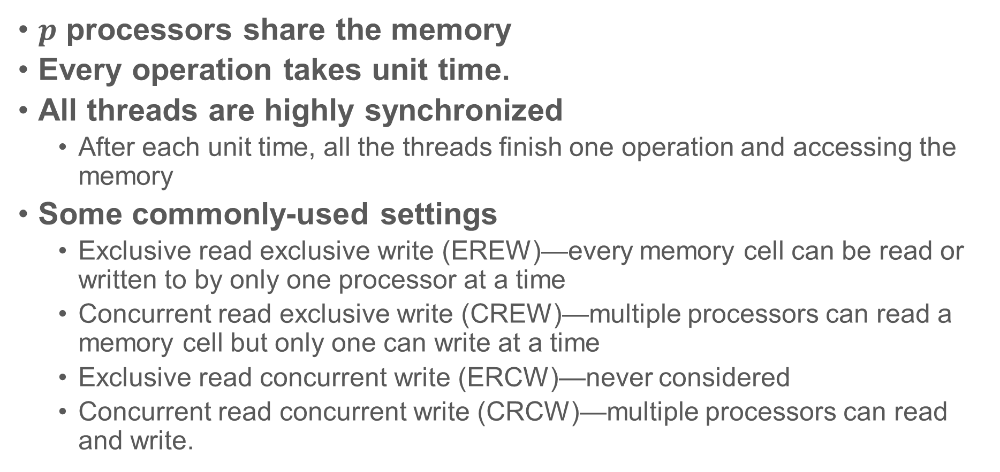 • p processors share the memory
• Every operation takes unit time.
• All threads are highly synchronized
• After each unit time, all the threads finish one operation and accessing the
memory
• Some commonly-used settings
• Exclusive read exclusive write (EREW)—every memory cell can be read or
written to by only one processor at a time
• Concurrent read exclusive write (CREW)—multiple processors can read a
memory cell but only one can write at a time
• Exclusive read concurrent write (ERCW)—never considered
• Concurrent read concurrent write (CRCW)—multiple processors can read
and write.